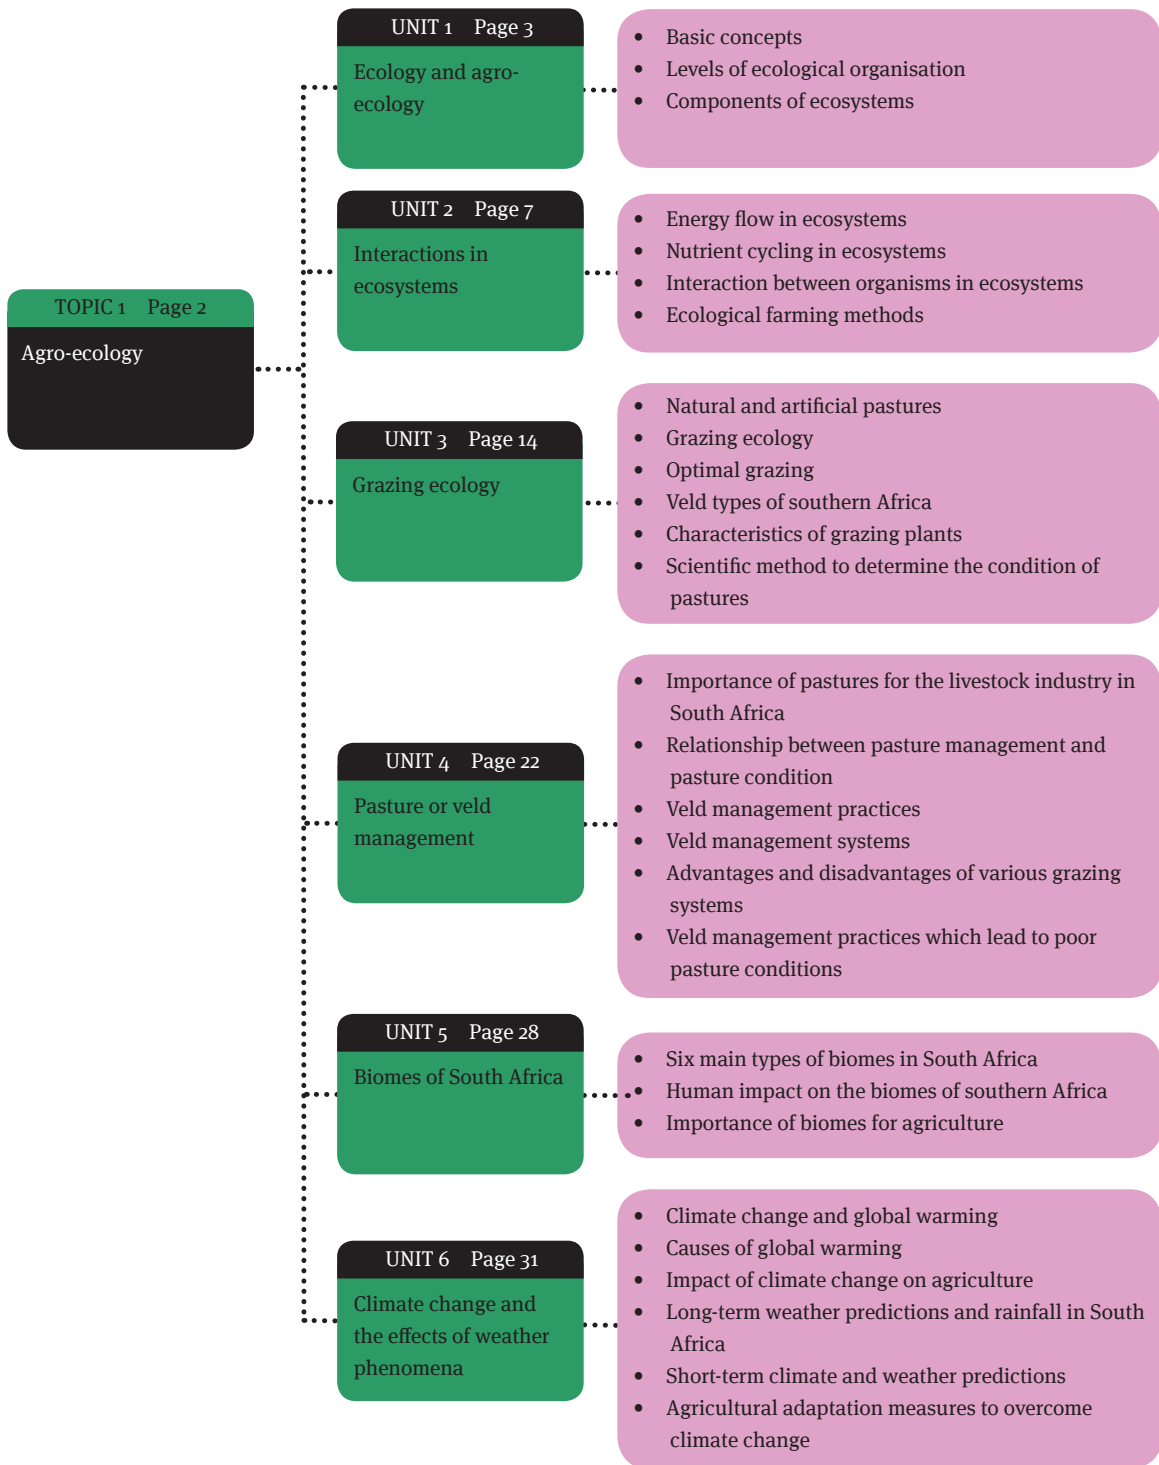 TOPIC 1 Page 2
Agro-ecology
UNIT 1 Page 3
Ecology and agro-
ecology
• Basic concepts
• Levels of ecological organisation
• Components of ecosystems
UNIT 2 Page 7
Interactions in
ecosystems
• Energy flow in ecosystems
• Nutrient cycling in ecosystems
• Interaction between organisms in ecosystems
• Ecological farming methods
UNIT 3 Page 14
Grazing ecology
• Natural and artificial pastures
• Grazing ecology
• Optimal grazing
• Veld types of southern Africa
• Characteristics of grazing plants
• Scientific method to determine the condition of
pastures
UNIT 4 Page 22
Pasture or veld
management
• Importance of pastures for the livestock industry in
South Africa
• Relationship between pasture management and
pasture condition
• Veld management practices
• Veld management systems
• Advantages and disadvantages of various grazing
systems
• Veld management practices which lead to poor
pasture conditions
UNIT 5 Page 28
Biomes of South Africa
• Six main types of biomes in South Africa
• Human impact on the biomes of southern Africa
• Importance of biomes for agriculture
UNIT 6 Page 31
Climate change and
the effects of weather
phenomena
• Climate change and global warming
• Causes of global warming
• Impact of climate change on agriculture
• Long-term weather predictions and rainfall in South
Africa
• Short-term climate and weather predictions
• Agricultural adaptation measures to overcome
climate change